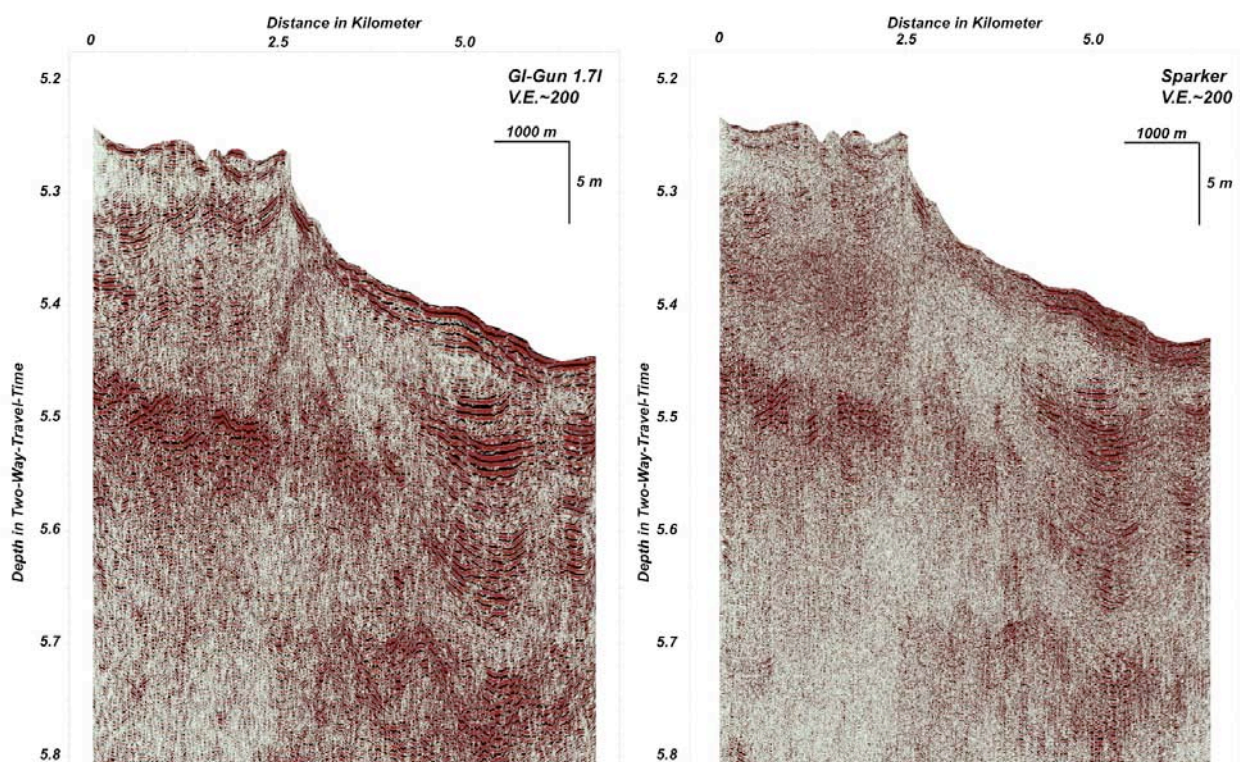 Distance in Kilometer
0 2.5 5.0
GI-Gun 1.7l
V.E.~200
1000 m
5 m
5.2
5.3
5.4
5.5
5.6
5.7
5.8
Depth in Two-Way-Travel-Time
Distance in Kilometer
0 2.5 5.0
Sparker
V.E.~200
1000 m
5 m
5.2
5.3
5.4
5.5
5.6
5.7
5.8
Depth in Two-Way-Travel-Time